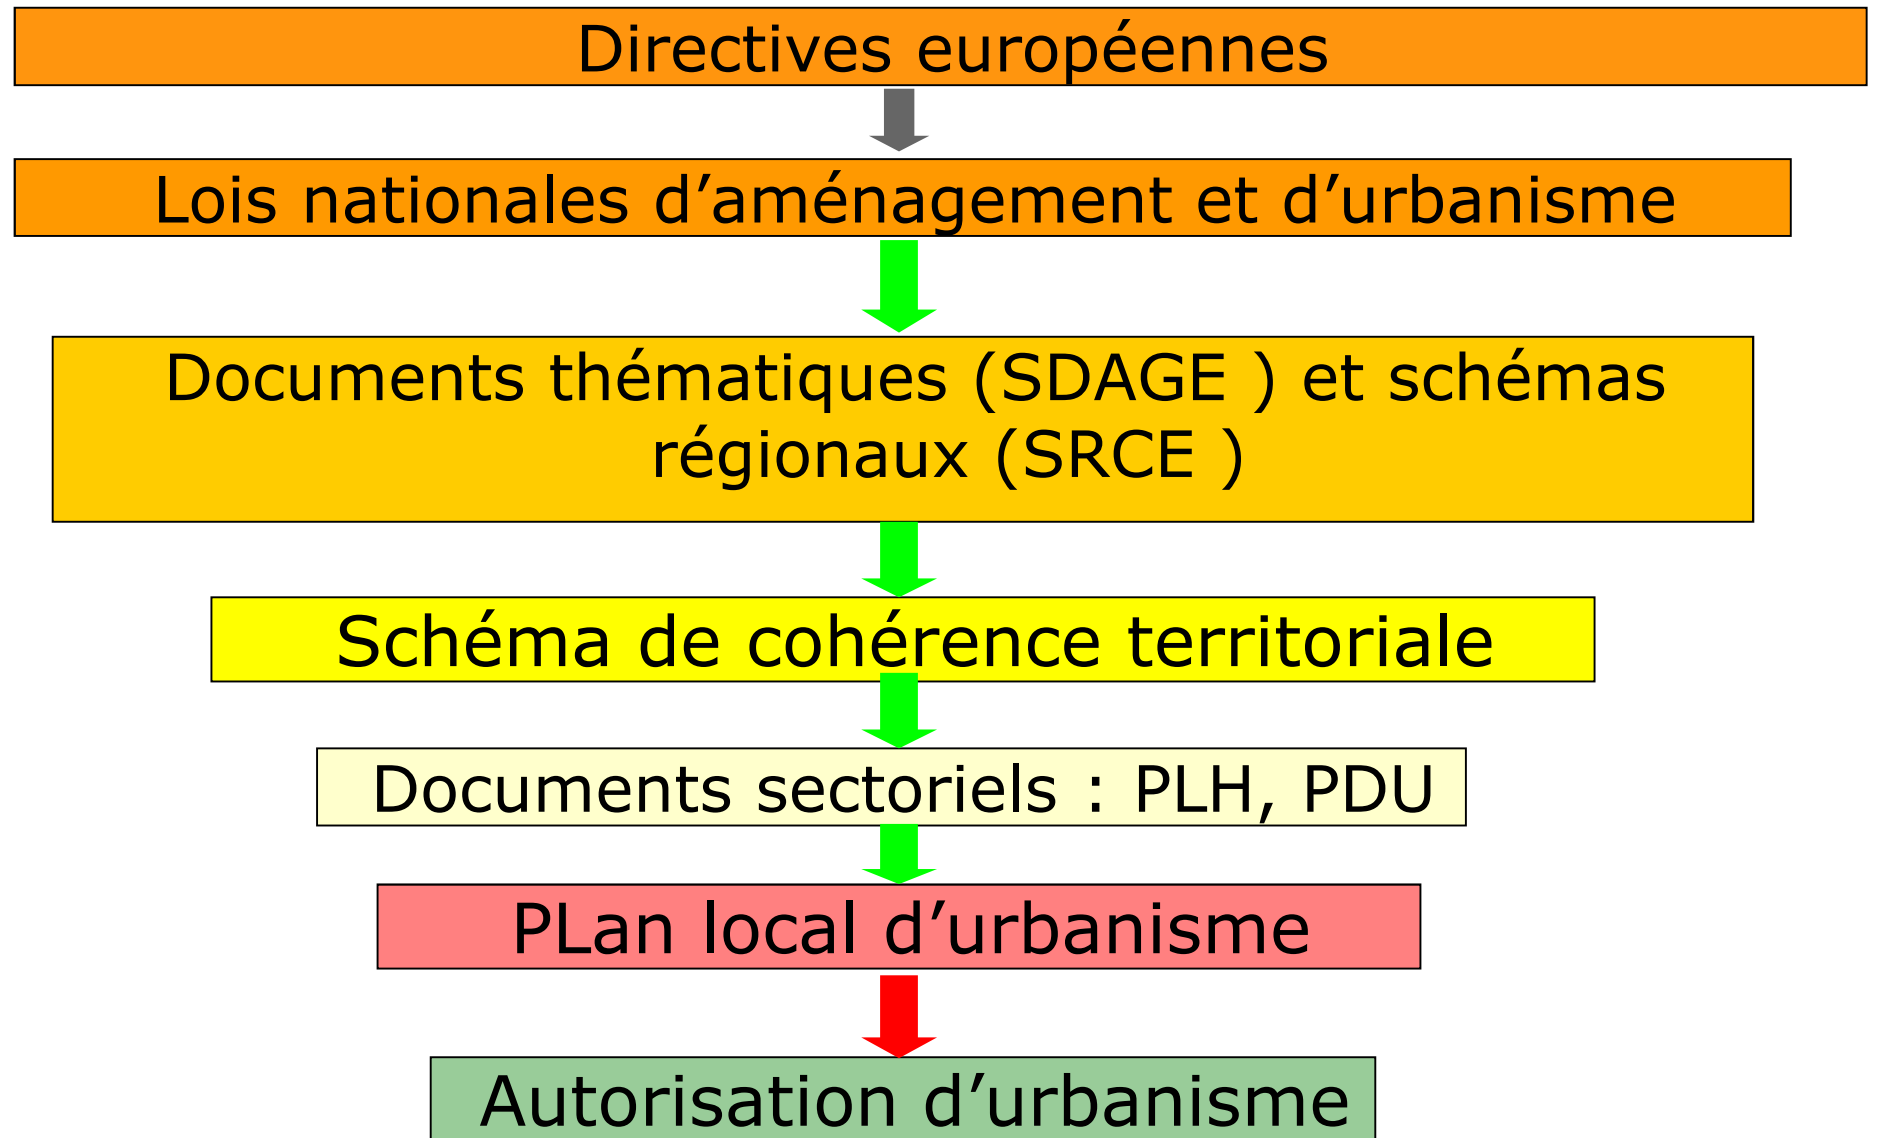 Directives européennes
Lois nationales d’aménagement et d’urbanisme
Documents thématiques (SDAGE ) et schémas
régionaux (SRCE )
Schéma de cohérence territoriale
Documents sectoriels : PLH, PDU
PLan local d’urbanisme
Autorisation d’urbanisme